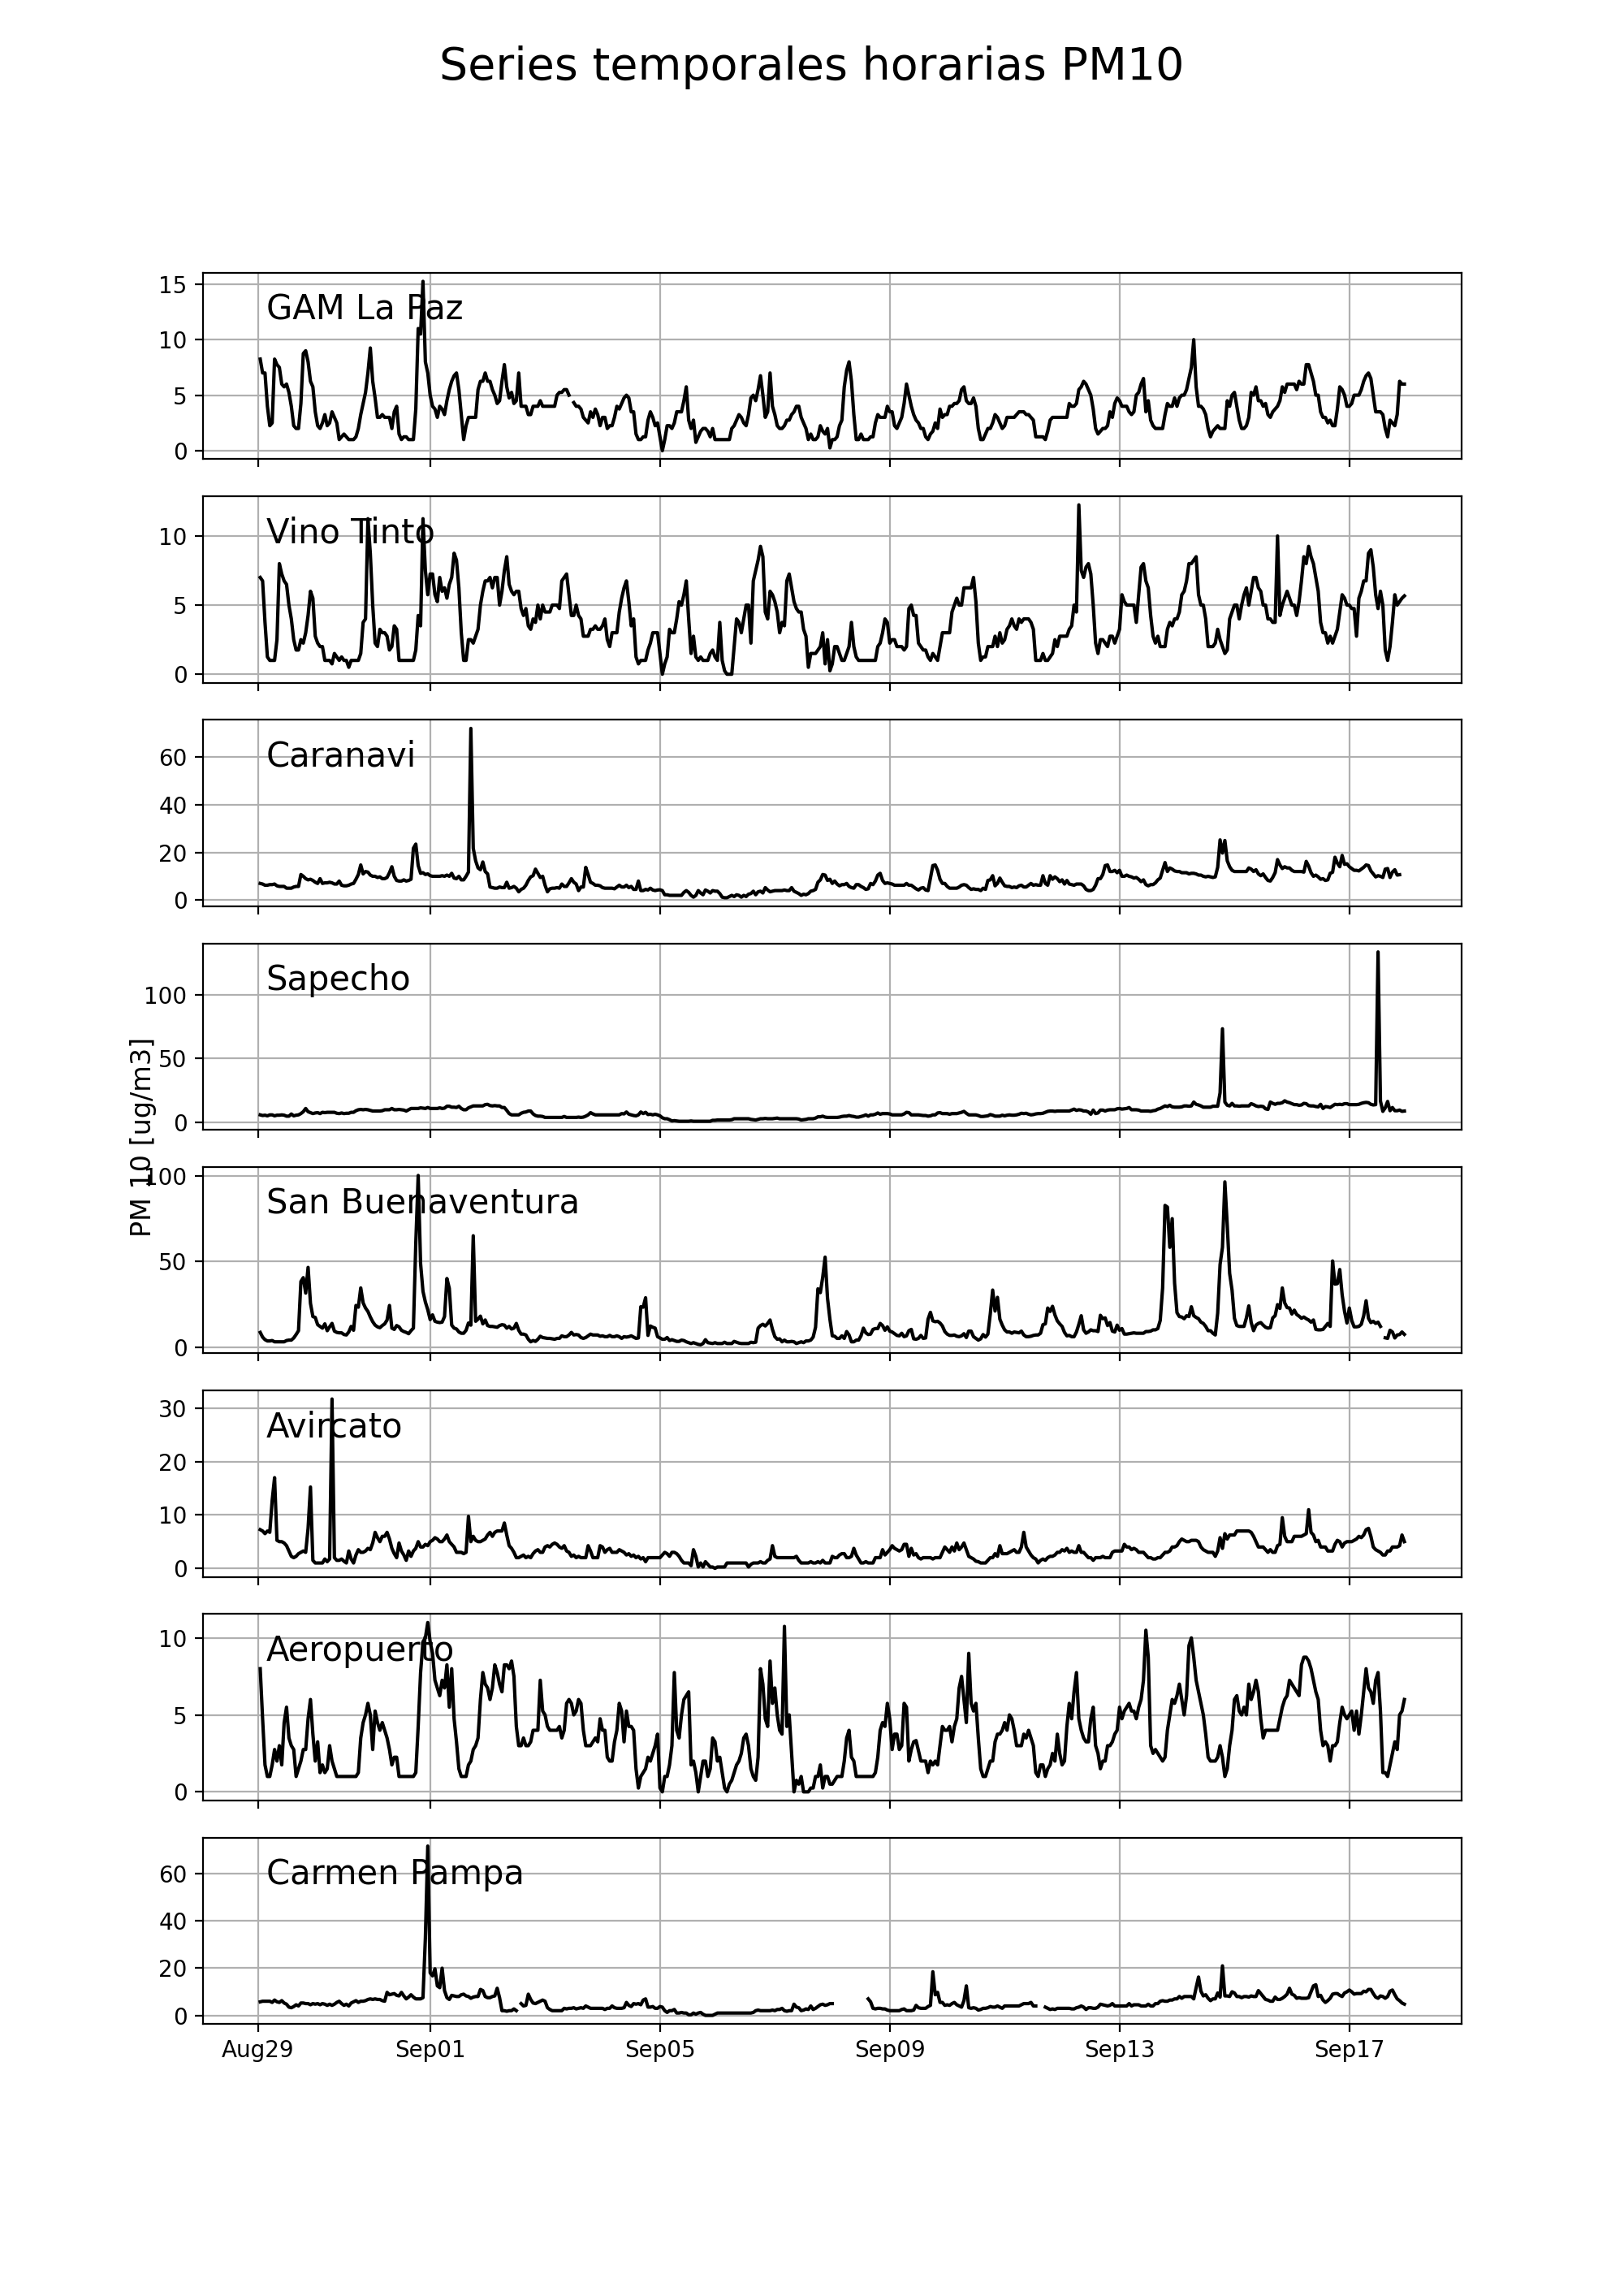 Series temporales horarias PM10
15
GAM La Paz
10
5
0
Vino Tinto
10
5
0
Caranavi
60
40
20
0
Sapecho
100
50
0
PM 10 [ug/m3]
100
San Buenaventura
50
0
30
Avircato
20
10
0
10
Aeropuerto
5
0
60
Carmen Pampa
40
20
0
Aug29 Sep01 Sep05 Sep09 Sep13 Sep17